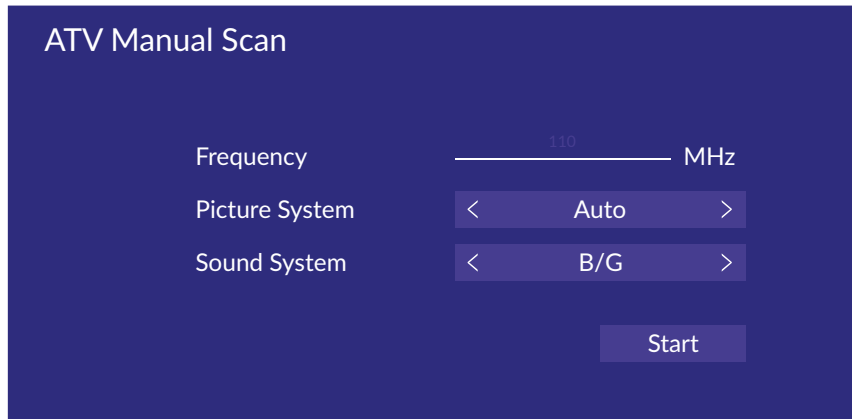 ATV Manual Scan
Frequency 110 MHz
Picture System < Auto >
Sound System < B/G >
Start